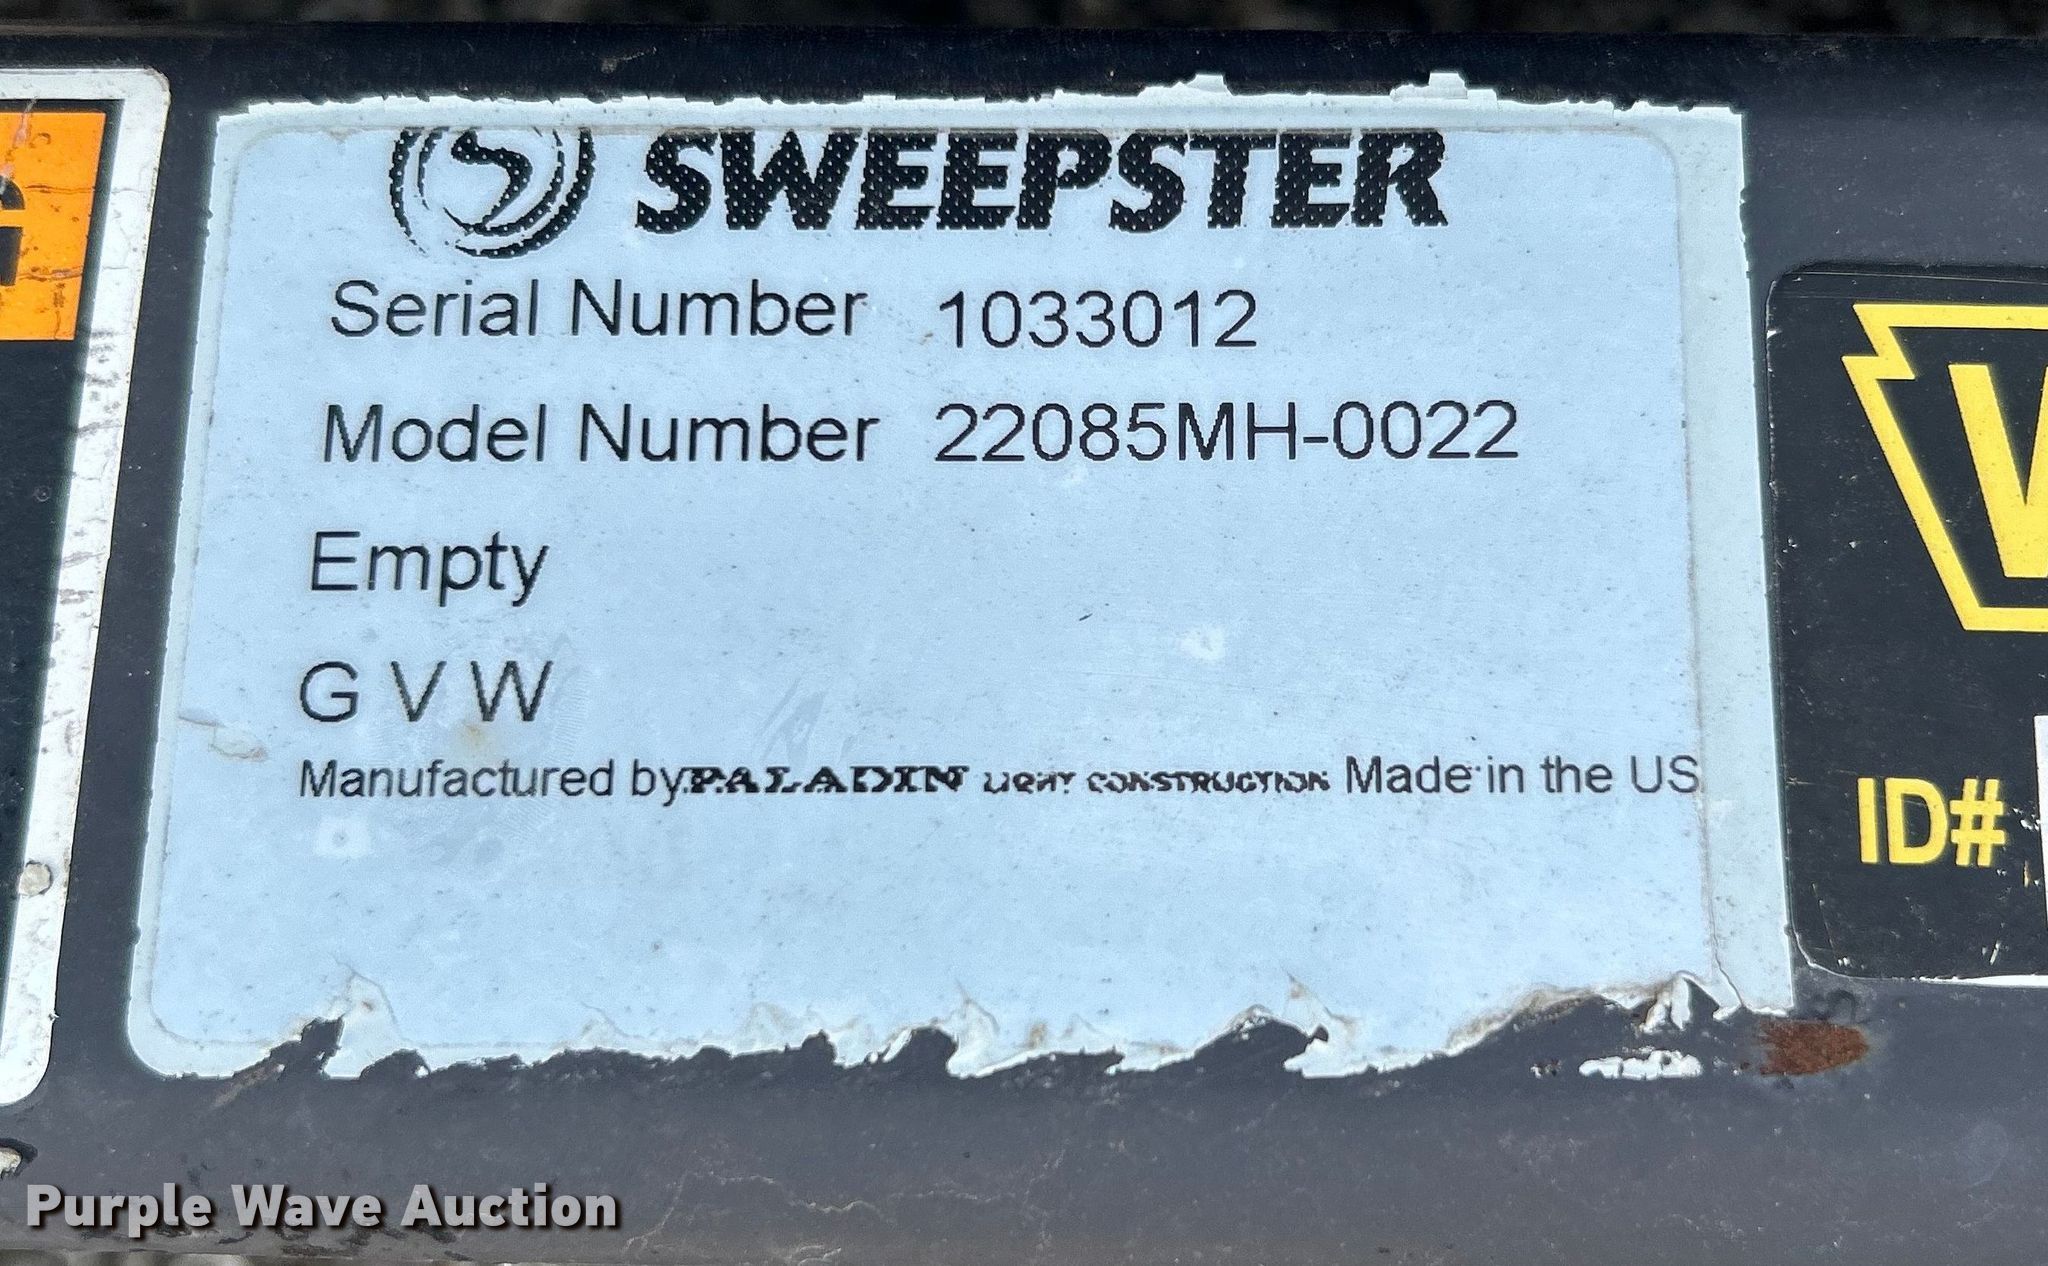 SWEEPSTER
Serial Number 1033012
Model Number 22085MH-0022
Empty
G V W
Manufactured by PALADIN LIGHT CONSTRUCTION Made in the US
ID#
Purple Wave Auction